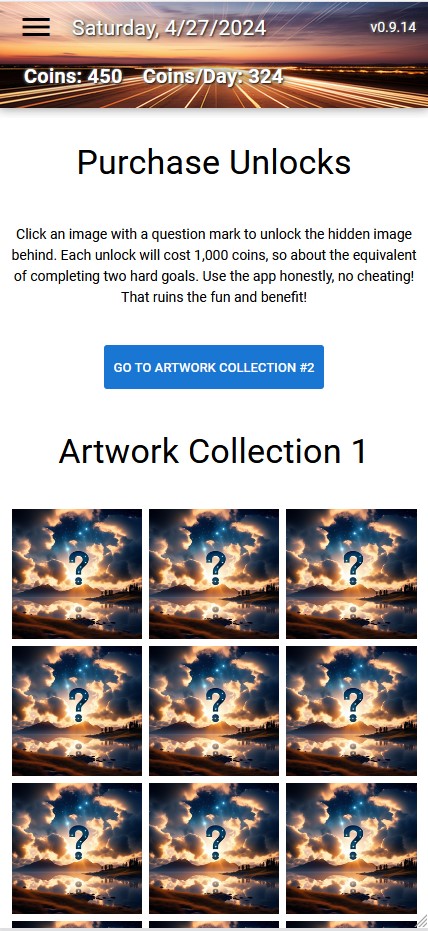 Saturday, 4/27/2024 v0.9.14
Coins: 450 Coins/Day: 324
Purchase Unlocks
Click an image with a question mark to unlock the hidden image
behind. Each unlock will cost 1,000 coins, so about the equivalent
of completing two hard goals. Use the app honestly, no cheating!
That ruins the fun and benefit!
GO TO ARTWORK COLLECTION #2
Artwork Collection 1
? ? ?
? ? ?
? ? ?